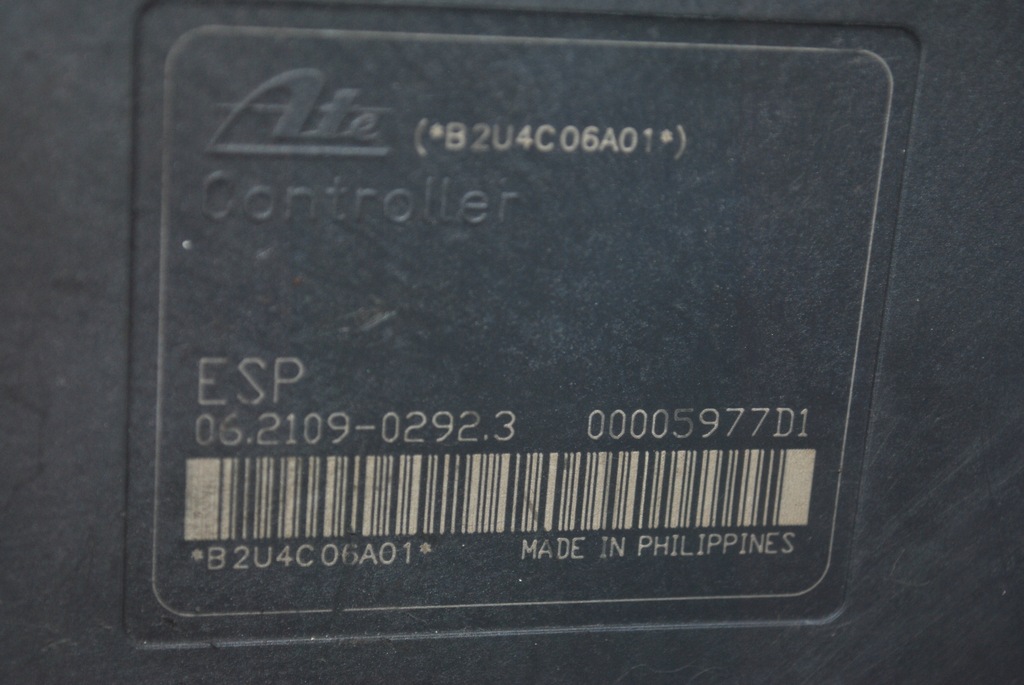 Ate (*B2U4C06A01*)
Controller
ESP
06.2109-0292.3 00005977D1
*B2U4C06A01* MADE IN PHILIPPINES